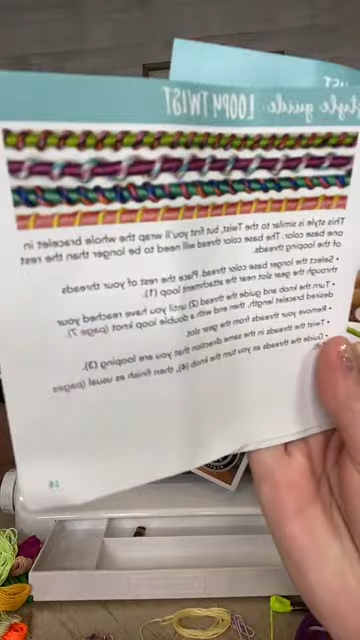 style guide: LOOPY TWIST
This style is similar to the Twist, but first you'll wrap the whole bracelet in
one base color. The base color thread will need to be longer than the rest
of the looping threads.
• Select the longer base color thread. Place the rest of your threads
through the gear slot near the attachment loop (1).
• Turn the knob and guide the thread (2) until you have reached your
desired bracelet length, then end with a double loop knot (page 7).
• Remove your threads from the gear slot.
• Twist the threads in the same direction that you are looping (3).
• Guide the threads as you turn the knob (4), then finish as usual (pages